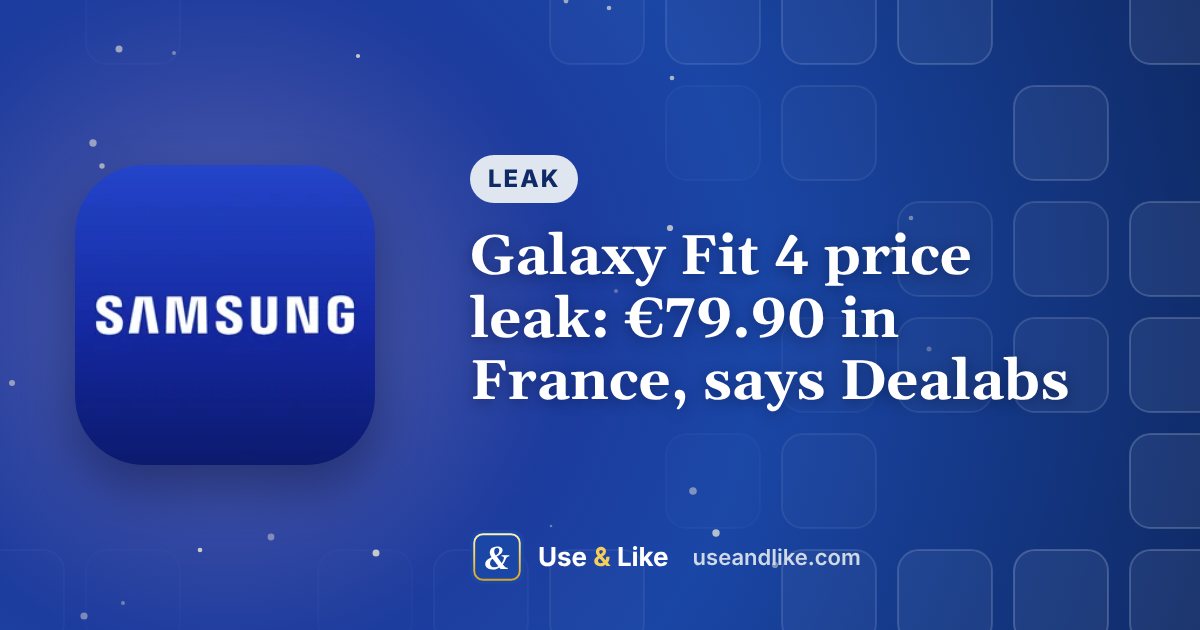 SAMSUNG
LEAK
Galaxy Fit 4 price
leak: €79.90 in
France, says Dealabs
& Use & Like useandlike.com